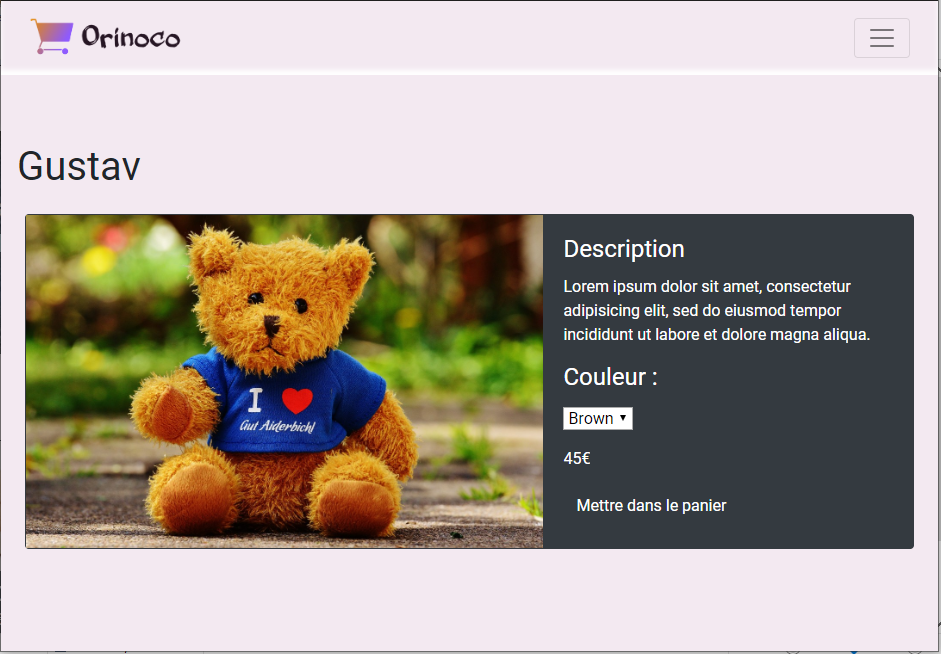 Orinoco
Gustav
I ❤
Gut Aiderbichl
Description
Lorem ipsum dolor sit amet, consectetur
adipisicing elit, sed do eiusmod tempor
incididunt ut labore et dolore magna aliqua.
Couleur :
Brown
45€
Mettre dans le panier